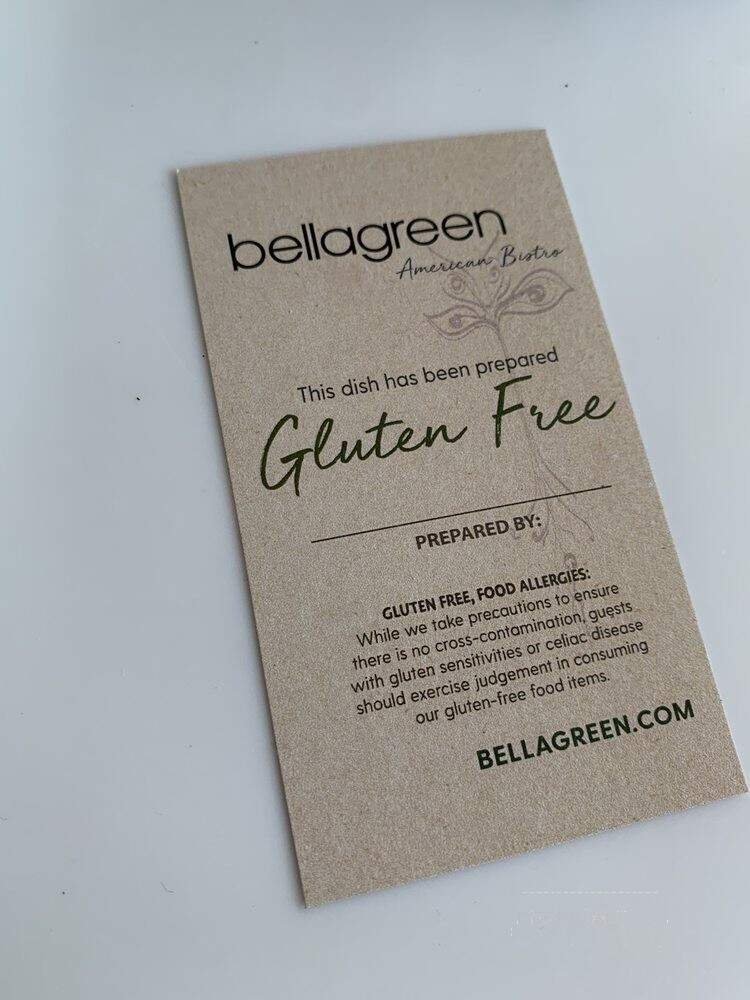 bellagreen
American Bistro
This dish has been prepared
Gluten Free
PREPARED BY:
GLUTEN FREE, FOOD ALLERGIES:
While we take precautions to ensure
there is no cross-contamination, guests
with gluten sensitivities or celiac disease
should exercise judgement in consuming
our gluten-free food items.
BELLAGREEN.COM